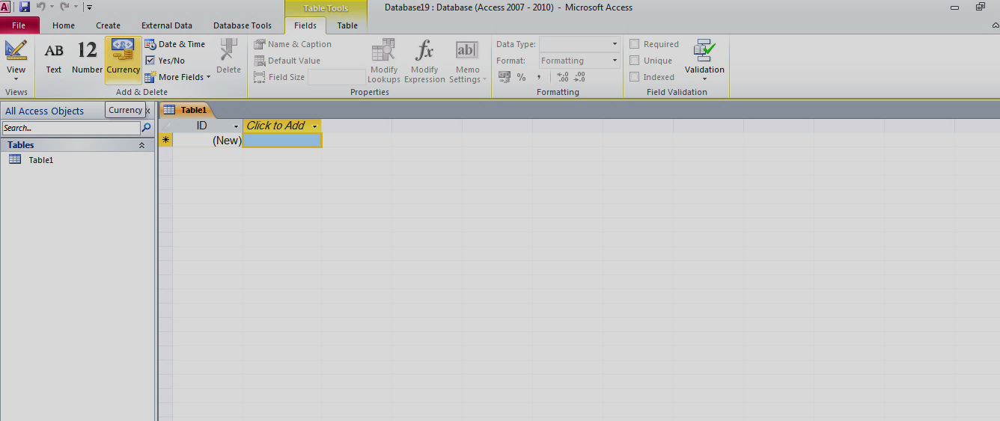 Table Tools
Database19 : Database (Access 2007 - 2010) - Microsoft Access
File Home Create External Data Database Tools Fields Table
View
Views
AB
Text
12
Number
Currency
Date & Time
Yes/No
More Fields
Delete
Add & Delete
Name & Caption
Default Value
Field Size
Modify
Lookups
fx
Modify
Expression
ab
Memo
Settings
Properties
Data Type:
Format: Formatting
% , .00 .00
Formatting
Required
Unique
Indexed
Validation
Field Validation
All Access Objects
Currency
Search...
Tables
Table1
Table1
ID Click to Add
(New)